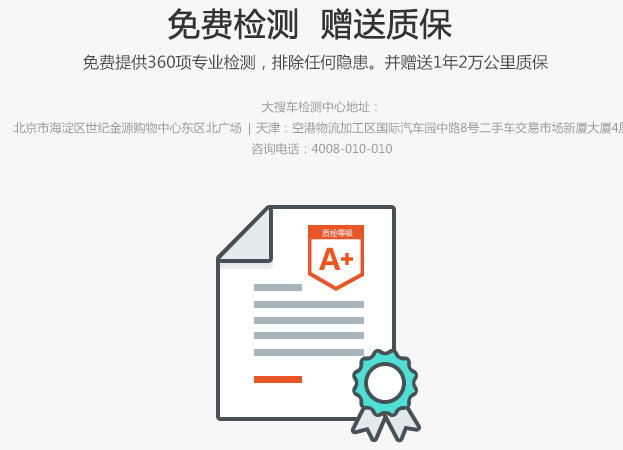 免费检测 赠送质保
免费提供360项专业检测，排除任何隐患。并赠送1年2万公里质保
大搜车检测中心地址：
北京市海淀区世纪金源购物中心东区北广场 | 天津：空港物流加工区国际汽车园中路8号二手车交易市场新厦大厦4层
咨询电话：4008-010-010
质检等级
A+